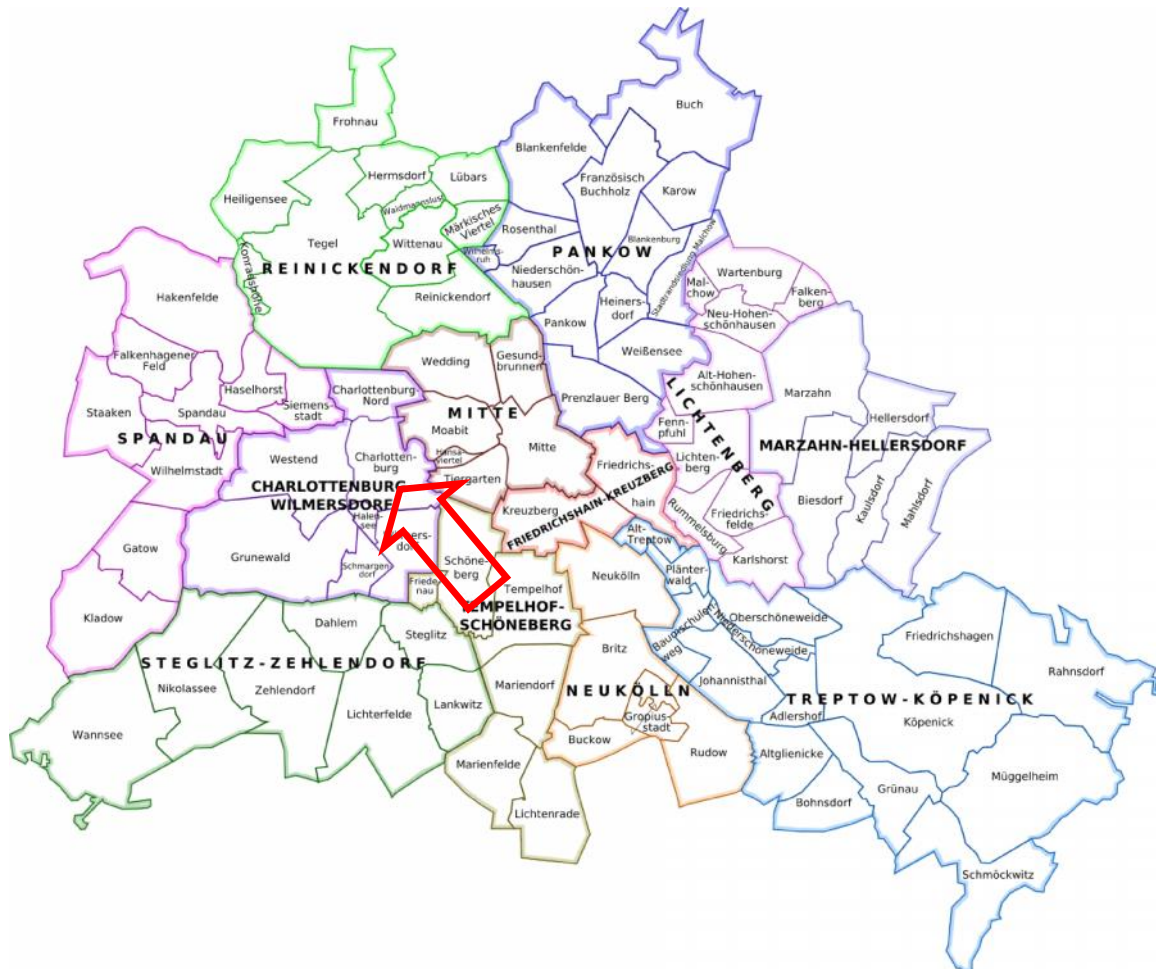 Buch
Frohnau
Blankenfelde
Hermsdorf
Lübars
Französisch
Buchholz
Karow
Heiligensee
Waidmannslust
Märkisches
Viertel
Rosenthal
Tegel
Wittenau
Blankenburg
Stadtrandsiedlung Malchow
Wilhelms-
ruh
PANKOW
Konradshöhe
REINICKENDORF
Niederschön-
hausen
Wartenburg
Mal-
chow
Falken-
berg
Hakenfelde
Reinickendorf
Heiners-
dorf
Neu-Hohen-
schönhausen
Pankow
Weißensee
Falkenhagener
Feld
Wedding
Gesund-
brunnen
Alt-Hohen-
schönhausen
Haselhorst
Charlottenburg-
Nord
Marzahn
Prenzlauer Berg
LICHTENBERG
Staaken
Spandau
Siemens-
stadt
MITTE
Hellersdorf
SPANDAU
Moabit
Mitte
Fenn-
pfuhl
MARZAHN-HELLERSDORF
Westend
Charlotten-
burg
Hansa-
viertel
Friedrichs-
hain
Lichten-
berg
Wilhelmstadt
Tiergarten
CHARLOTTENBURG
WILMERSDORF
FRIEDRICHSHAIN-KREUZBERG
Biesdorf
Kaulsdorf
Mahlsdorf
Halen-
see
Kreuzberg
Rummelsburg
Friedrichs-
felde
Gatow
Grunewald
ers-
dorf
Alt-
Treptow
Karlshorst
Schmargen
dorf
Schöne-
berg
Neukölln
Plänter-
wald
Friede-
nau
Tempelhof
Kladow
TEMPELHOF-
SCHÖNEBERG
Oberschöneweide
Dahlem
Steglitz
Baumschulen-
weg
Niederschöneweide
Friedrichshagen
Britz
STEGLITZ-ZEHLENDORF
Rahnsdorf
Nikolassee
Zehlendorf
Mariendorf
Johannisthal
NEUKÖLLN
TREPTOW-KÖPENICK
Lankwitz
Lichterfelde
Gropius-
stadt
Adlershof
Köpenick
Wannsee
Buckow
Rudow
Altglienicke
Marienfelde
Müggelheim
Grünau
Bohnsdorf
Lichtenrade
Schmöckwitz